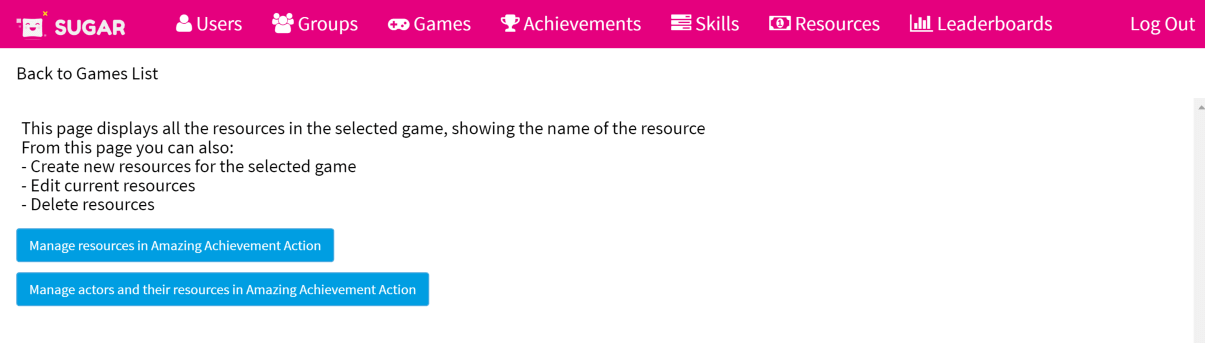 SUGAR Users Groups Games Achievements Skills Resources Leaderboards Log Out
Back to Games List
This page displays all the resources in the selected game, showing the name of the resource
From this page you can also:
- Create new resources for the selected game
- Edit current resources
- Delete resources
Manage resources in Amazing Achievement Action
Manage actors and their resources in Amazing Achievement Action